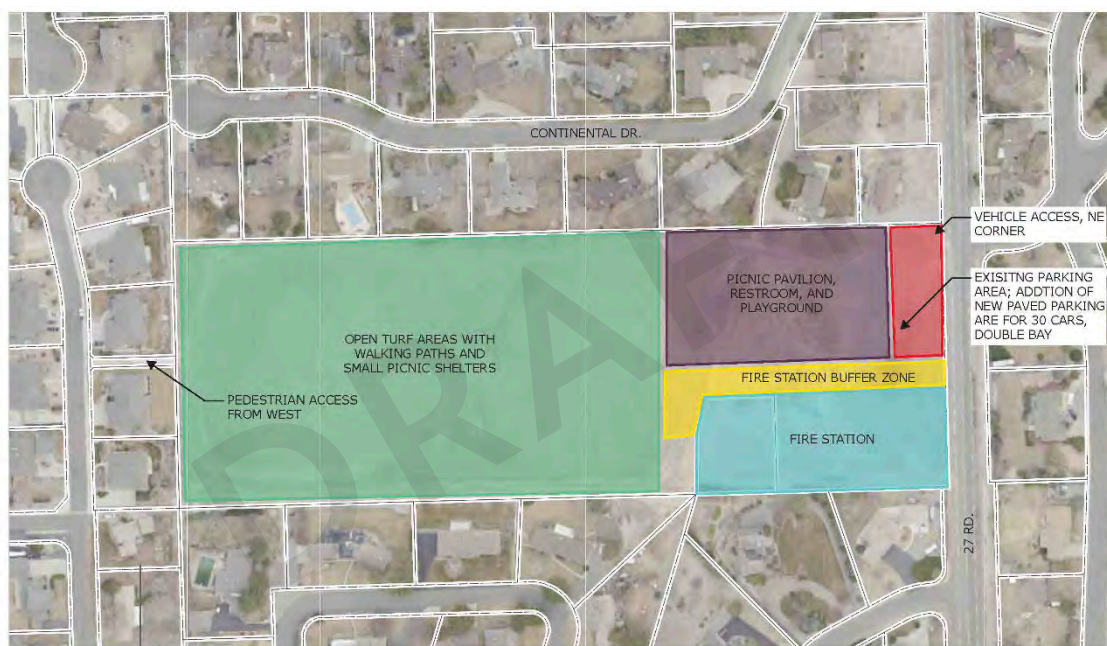 CONTINENTAL DR.
VEHICLE ACCESS, NE
CORNER
PICNIC PAVILION,
RESTROOM, AND
PLAYGROUND
EXISITNG PARKING
AREA; ADDTION OF
NEW PAVED PARKING
ARE FOR 30 CARS,
DOUBLE BAY
OPEN TURF AREAS WITH
WALKING PATHS AND
SMALL PICNIC SHELTERS
FIRE STATION BUFFER ZONE
PEDESTRIAN ACCESS
FROM WEST
FIRE STATION
27 RD.
DRAFT